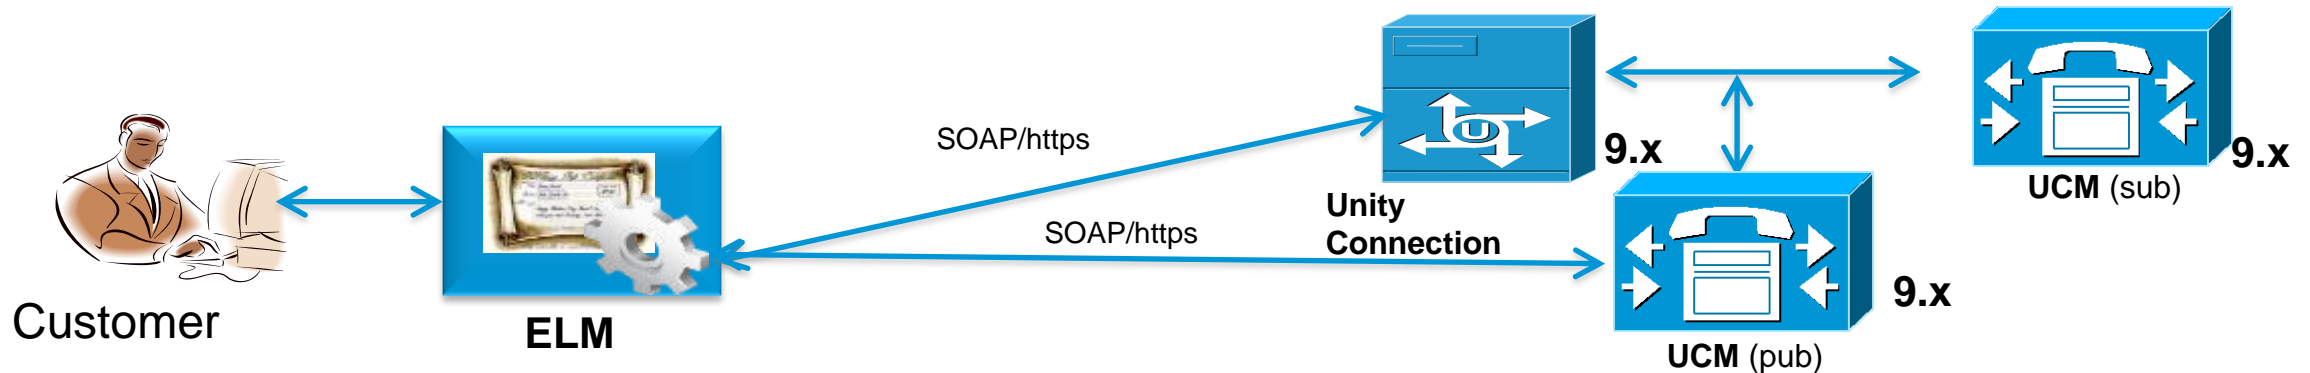 Customer
ELM
SOAP/https
SOAP/https
Unity
Connection
9.x
UCM (pub)
9.x
UCM (sub)
9.x